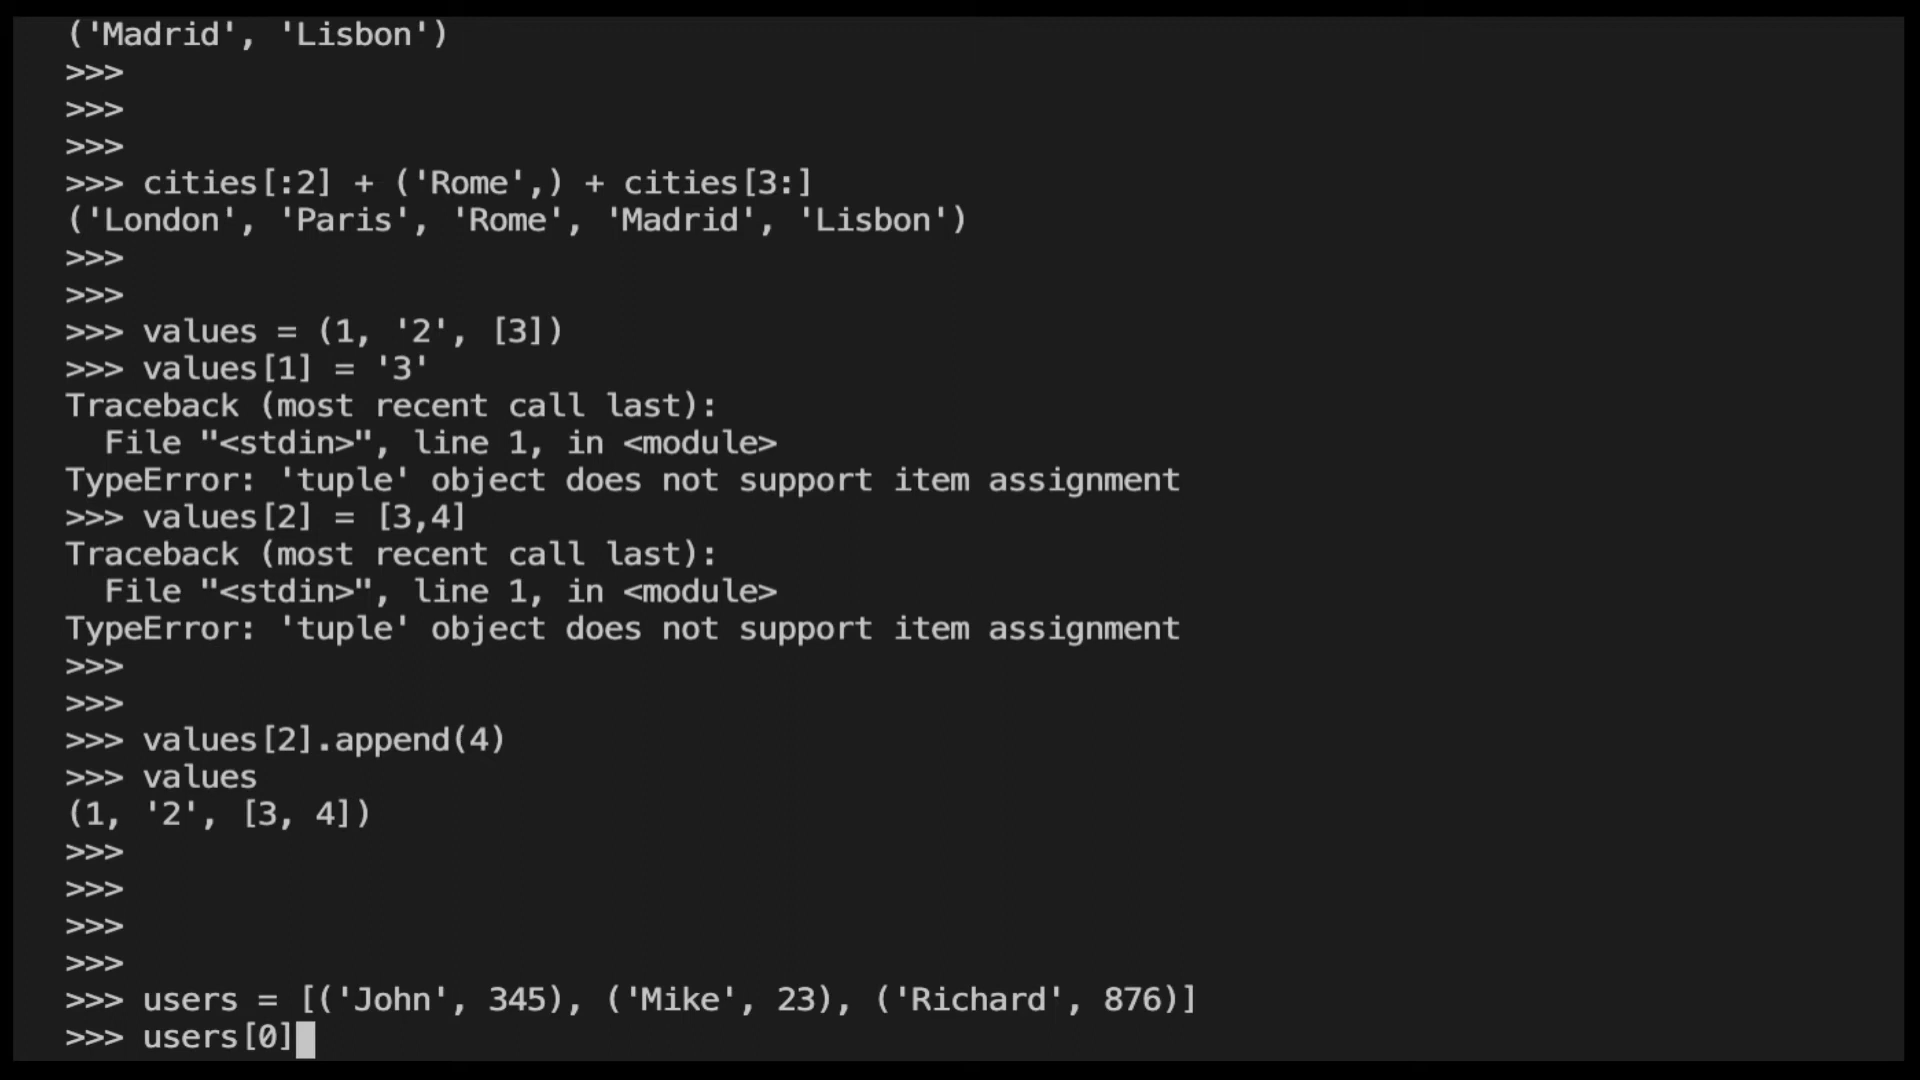 ('Madrid', 'Lisbon')
>>>
>>>
>>>
>>> cities[:2] + ('Rome',) + cities[3:]
('London', 'Paris', 'Rome', 'Madrid', 'Lisbon')
>>>
>>>
>>> values = (1, '2', [3])
>>> values[1] = '3'
Traceback (most recent call last):
  File "<stdin>", line 1, in <module>
TypeError: 'tuple' object does not support item assignment
>>> values[2] = [3,4]
Traceback (most recent call last):
  File "<stdin>", line 1, in <module>
TypeError: 'tuple' object does not support item assignment
>>>
>>>
>>> values[2].append(4)
>>> values
(1, '2', [3, 4])
>>>
>>>
>>>
>>>
>>> users = [('John', 345), ('Mike', 23), ('Richard', 876)]
>>> users[0]